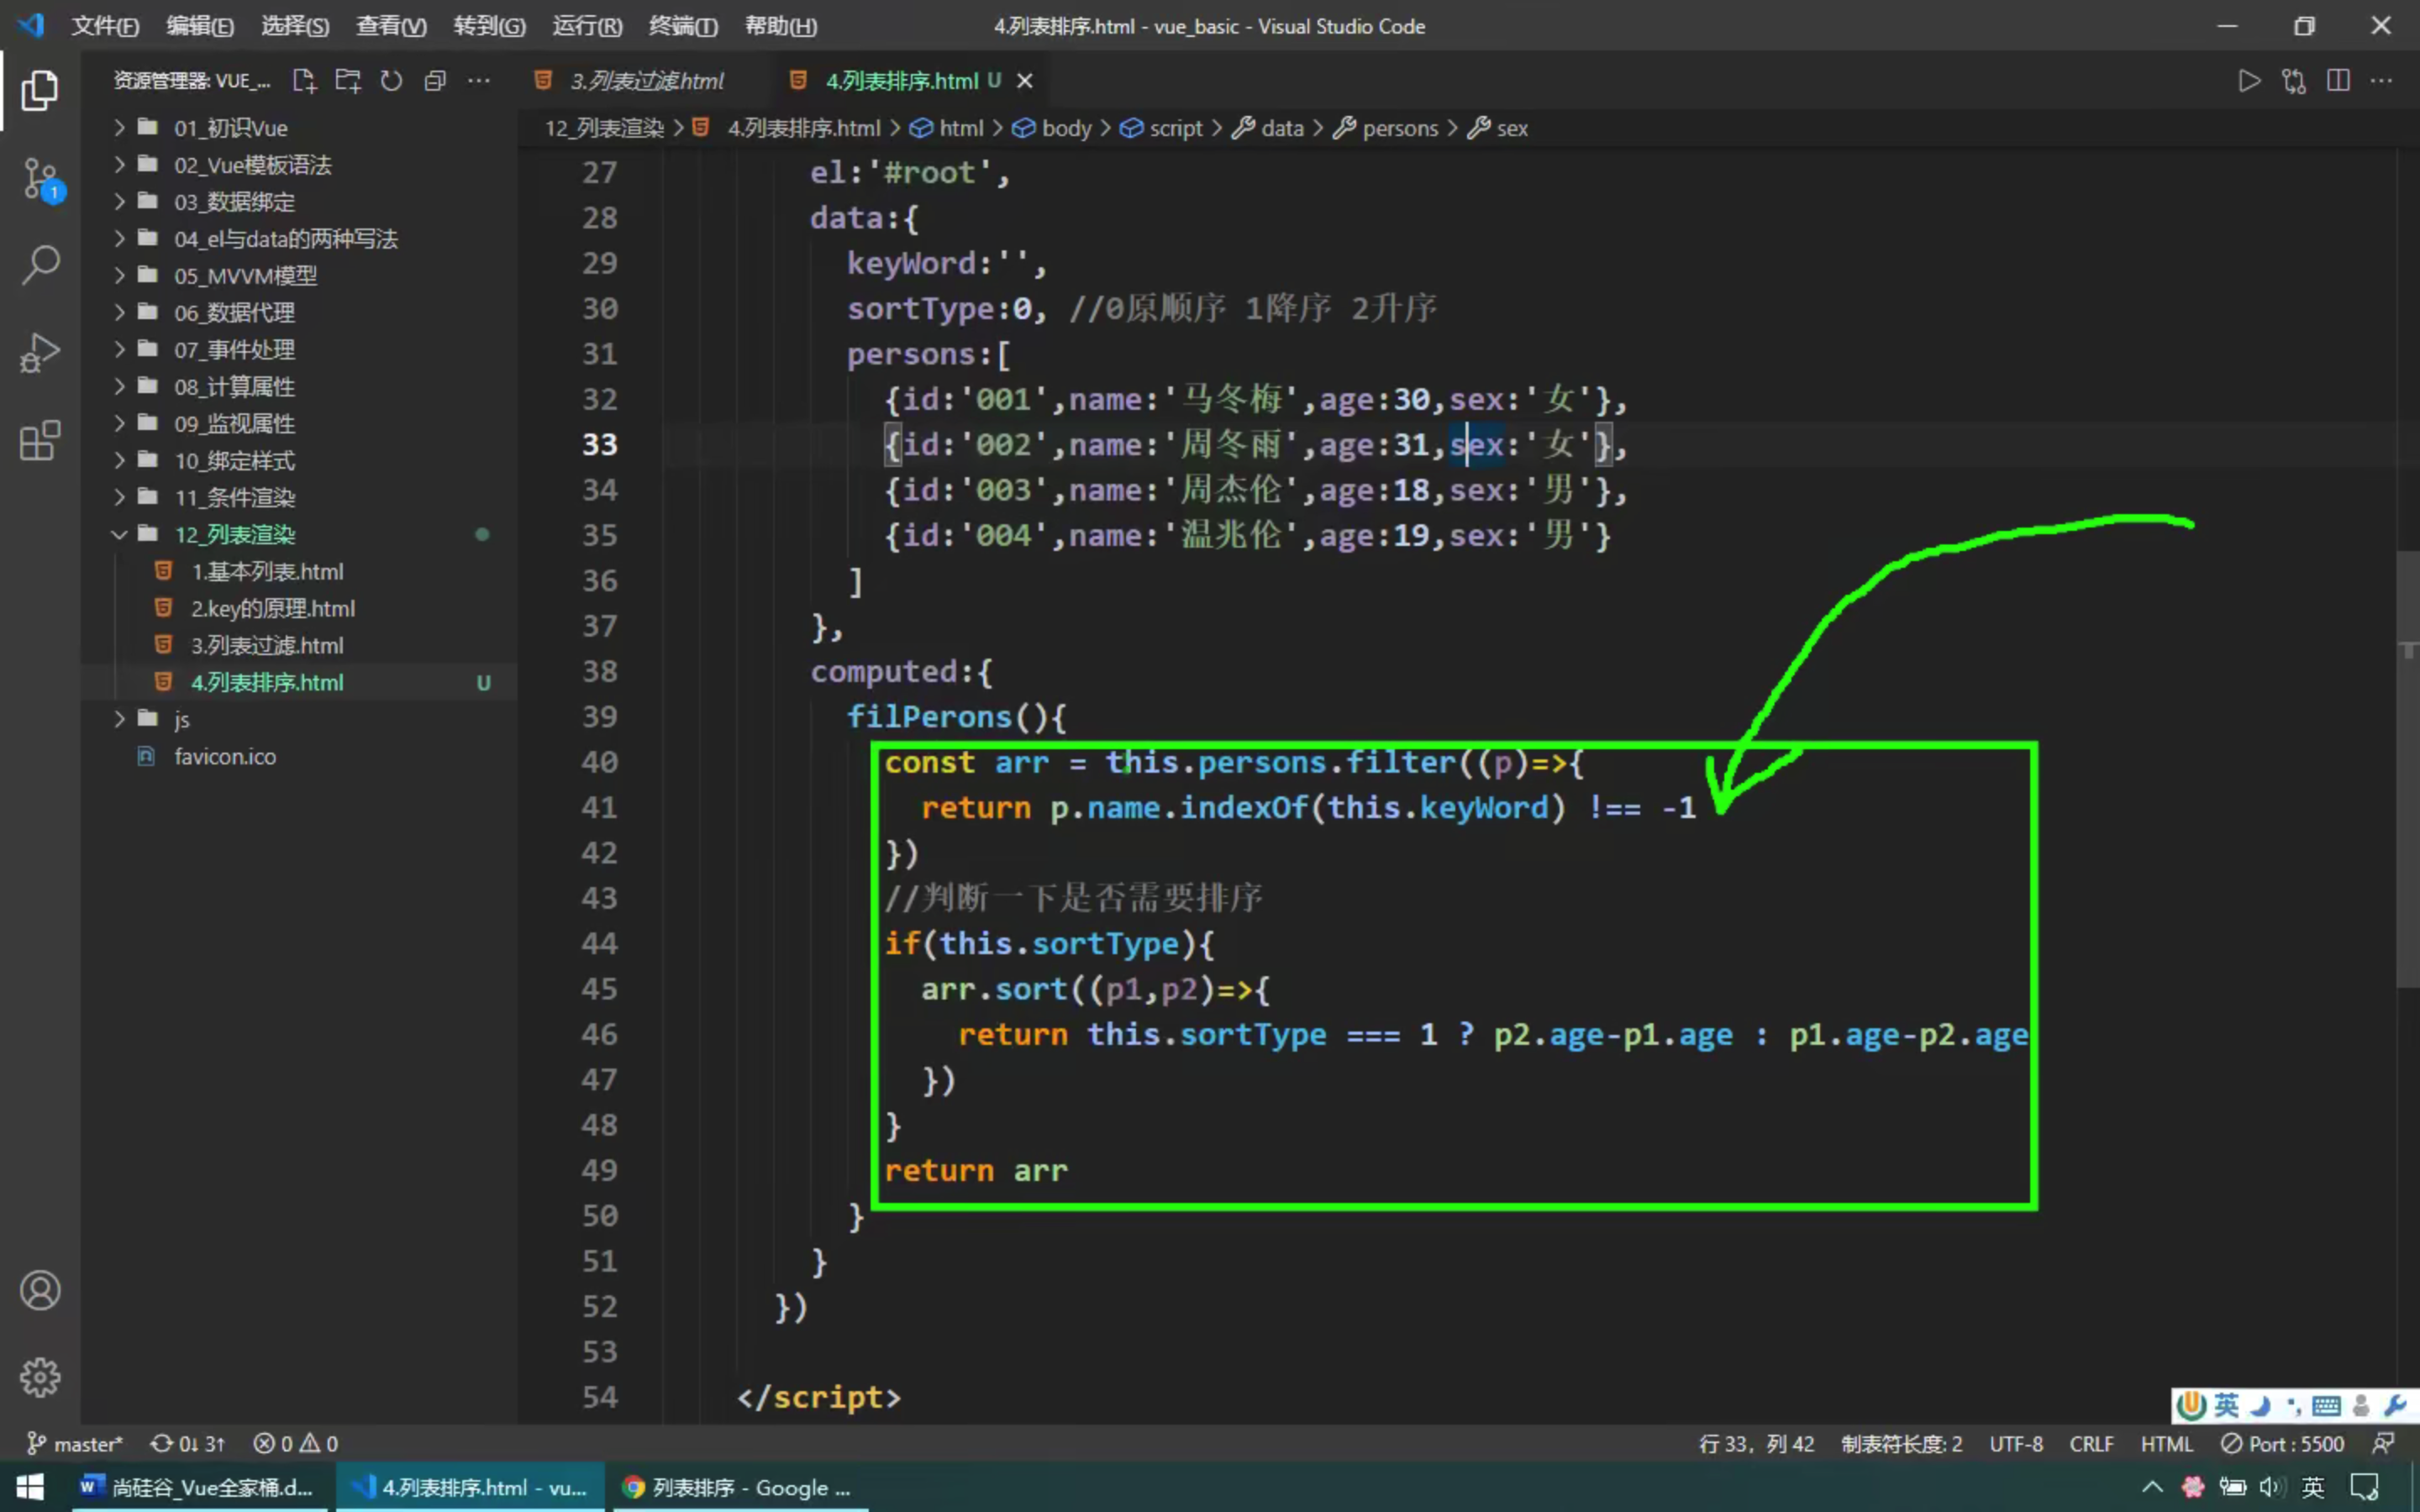 文件(F) 编辑(E) 选择(S) 查看(V) 转到(G) 运行(R) 终端(T) 帮助(H) 4.列表排序.html - vue_basic - Visual Studio Code
资源管理器: VUE_...
3.列表过滤.html 4.列表排序.html U
12_列表渲染 > 4.列表排序.html > html > body > script > data > persons > sex
01_初识Vue
02_Vue模板语法
03_数据绑定
04_el与data的两种写法
05_MVVM模型
06_数据代理
07_事件处理
08_计算属性
09_监视属性
10_绑定样式
11_条件渲染
12_列表渲染
1.基本列表.html
2.key的原理.html
3.列表过滤.html
4.列表排序.html U
js
favicon.ico
1
27 el:'#root',
28 data:{
29 keyWord:'',
30 sortType:0, //0原顺序 1降序 2升序
31 persons:[
32 {id:'001',name:'马冬梅',age:30,sex:'女'},
33 {id:'002',name:'周冬雨',age:31,sex:'女'},
34 {id:'003',name:'周杰伦',age:18,sex:'男'},
35 {id:'004',name:'温兆伦',age:19,sex:'男'}
36 ]
37 },
38 computed:{
39 filPerons(){
40 const arr = this.persons.filter((p)=>{
41 return p.name.indexOf(this.keyWord) !== -1
42 })
43 //判断一下是否需要排序
44 if(this.sortType){
45 arr.sort((p1,p2)=>{
46 return this.sortType === 1 ? p2.age-p1.age : p1.age-p2.age
47 })
48 }
49 return arr
50 }
51 }
52 })
53
54 </script>
英
master* 0↓ 3↑ 0 0 行 33，列 42 制表符长度: 2 UTF-8 CRLF HTML Port : 5500
尚硅谷_Vue全家桶.d... 4.列表排序.html - vu... 列表排序 - Google ... 英